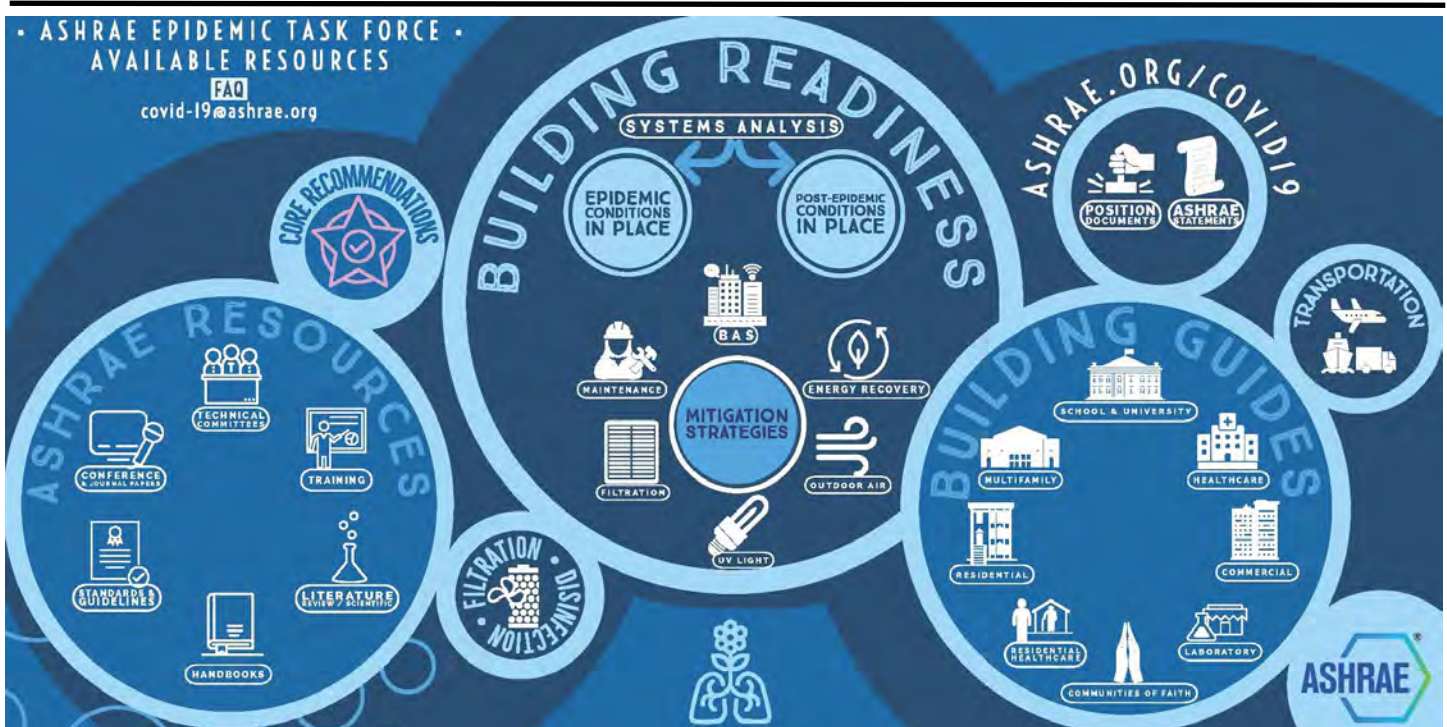 • ASHRAE EPIDEMIC TASK FORCE •
AVAILABLE RESOURCES
FAQ
covid-19@ashrae.org
CORE RECOMMENDATIONS
ASHRAE RESOURCES
TECHNICAL
COMMITTEES
CONFERENCE
& JOURNAL PAPERS
TRAINING
STANDARDS &
GUIDELINES
LITERATURE
REVIEW / SCIENTIFIC
HANDBOOKS
• FILTRATION • DISINFECTION
BUILDING READINESS
SYSTEMS ANALYSIS
EPIDEMIC
CONDITIONS
IN PLACE
POST-EPIDEMIC
CONDITIONS
IN PLACE
BAS
MAINTENANCE
ENERGY RECOVERY
MITIGATION
STRATEGIES
FILTRATION
OUTDOOR AIR
UV LIGHT
ASHRAE.ORG/COVID19
POSITION
DOCUMENTS
ASHRAE
STATEMENTS
TRANSPORTATION
BUILDING GUIDES
SCHOOL & UNIVERSITY
MULTIFAMILY
HEALTHCARE
RESIDENTIAL
COMMERCIAL
RESIDENTIAL
HEALTHCARE
LABORATORY
COMMUNITIES OF FAITH
ASHRAE®